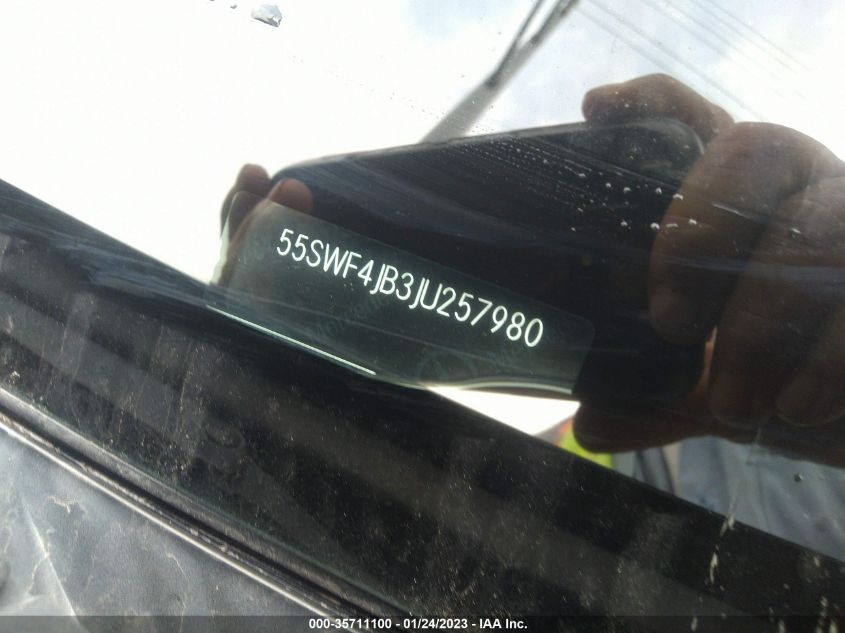 55SWF4JB3JU257980
000-35711100 - 01/24/2023 - IAA, Inc.